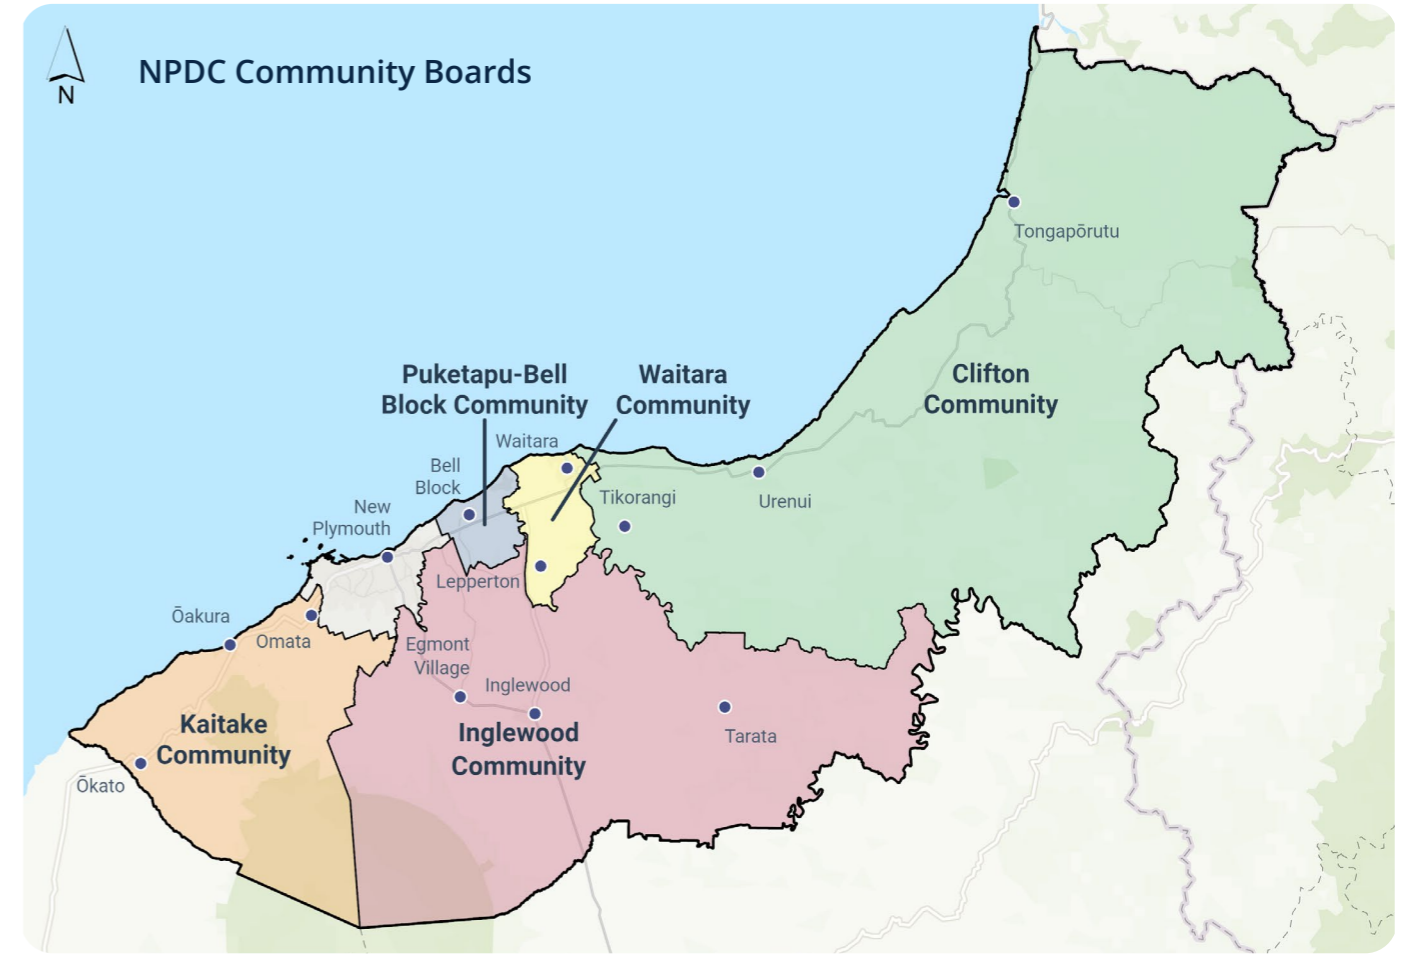 NPDC Community Boards
N
Tongapōrutu
Puketapu-Bell
Block Community
Waitara
Community
Clifton
Community
Waitara
Bell
Block
New
Plymouth
Tikorangi
Urenui
Lepperton
Ōakura
Omata
Egmont
Village
Inglewood
Kaitake
Community
Inglewood
Community
Tarata
Ōkato